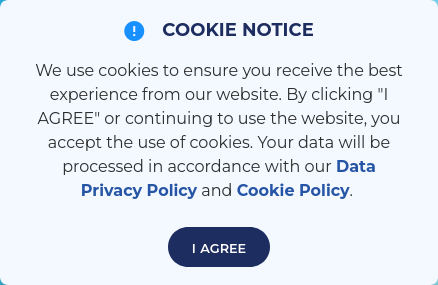 COOKIE NOTICE
We use cookies to ensure you receive the best
experience from our website. By clicking "I
AGREE" or continuing to use the website, you
accept the use of cookies. Your data will be
processed in accordance with our Data
Privacy Policy and Cookie Policy.
I AGREE